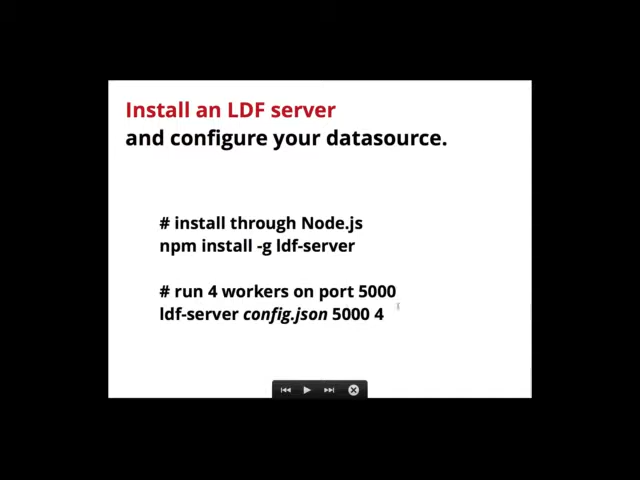 Install an LDF server
and configure your datasource.
# install through Node.js
npm install -g ldf-server
# run 4 workers on port 5000
ldf-server config.json 5000 4